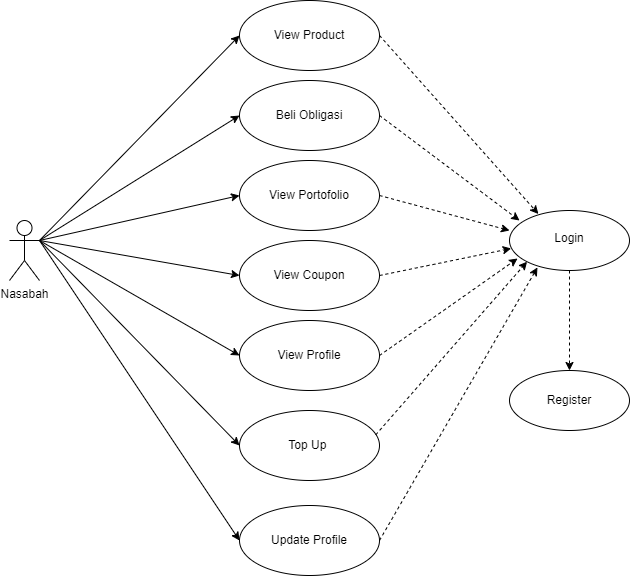 View Product
Beli Obligasi
View Portofolio
Login
Nasabah
View Coupon
View Profile
Register
Top Up
Update Profile